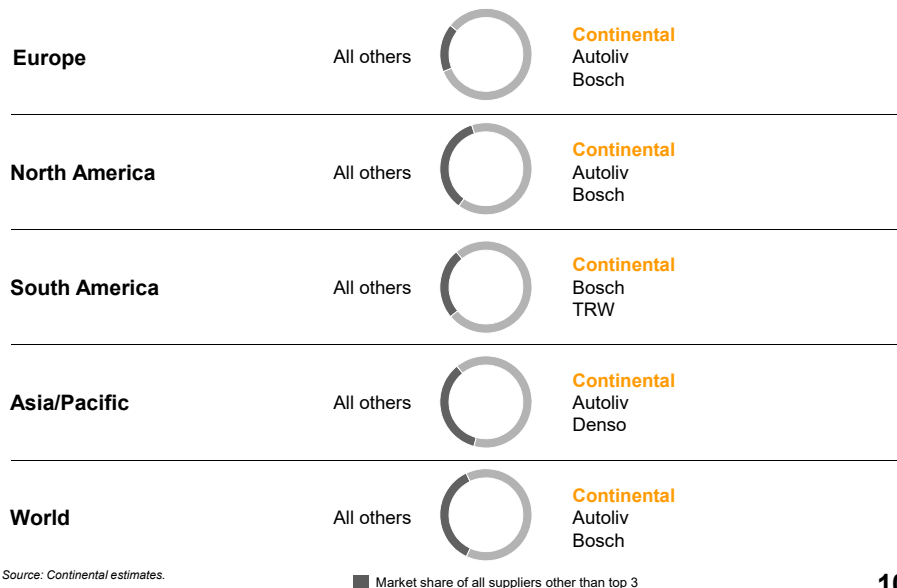 Europe
All others
Continental
Autoliv
Bosch
North America
All others
Continental
Autoliv
Bosch
South America
All others
Continental
Bosch
TRW
Asia/Pacific
All others
Continental
Autoliv
Denso
World
All others
Continental
Autoliv
Bosch
Source: Continental estimates.
Market share of all suppliers other than top 3